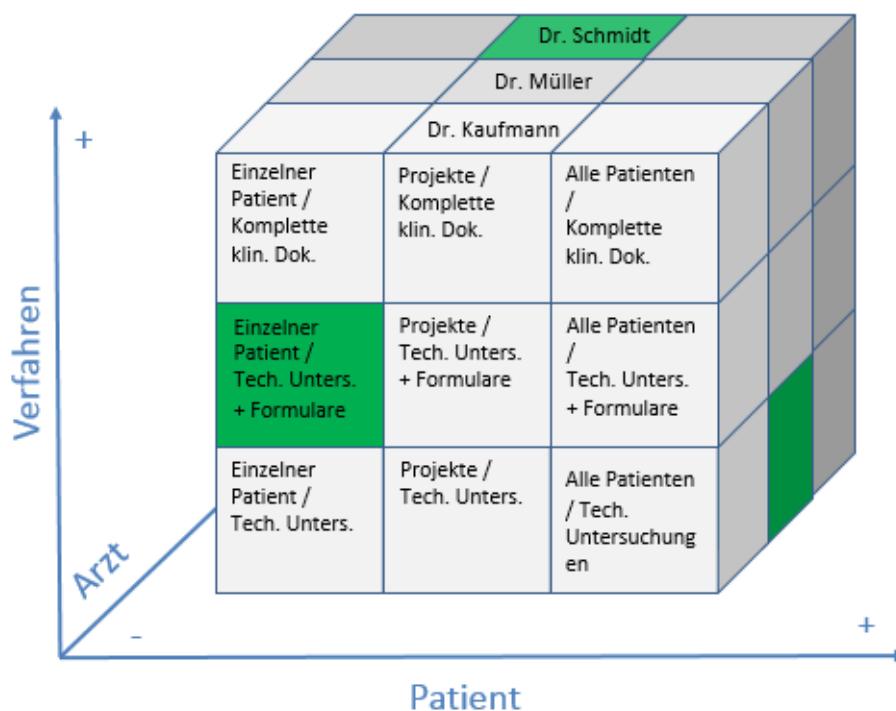 Dr. Schmidt
Dr. Müller
Dr. Kaufmann
+
Einzelner
Patient /
Komplette
klin. Dok.
Projekte /
Komplette
klin. Dok.
Alle Patienten
/
Komplette
klin. Dok.
Einzelner
Patient /
Tech. Unters.
+ Formulare
Projekte /
Tech. Unters.
+ Formulare
Alle Patienten
/
Tech. Unters.
+ Formulare
Einzelner
Patient /
Tech. Unters.
Projekte /
Tech. Unters.
Alle Patienten
/ Tech.
Untersuchung
en
Verfahren
Arzt
-
+
Patient